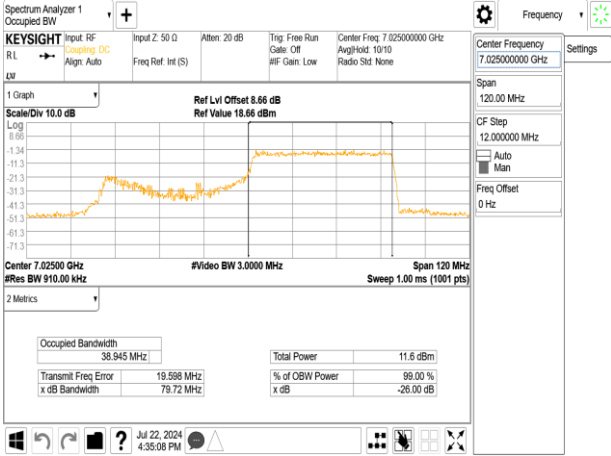 Spectrum Analyzer 1
Occupied BW
+
Frequency
KEYSIGHT
RL
LXI
Input: RF
Coupling: DC
Align: Auto
Input Z: 50 Ω
Freq Ref: Int (S)
Atten: 20 dB
Trig: Free Run
Gate: Off
#IF Gain: Low
Center Freq: 7.025000000 GHz
Avg|Hold: 10/10
Radio Std: None
Center Frequency
7.025000000 GHz
Settings
Span
120.00 MHz
CF Step
12.000000 MHz
Auto
Man
Freq Offset
0 Hz
1 Graph
Scale/Div 10.0 dB
Ref Lvl Offset 8.66 dB
Ref Value 18.66 dBm
Log
8.66
-1.34
-11.3
-21.3
-31.3
-41.3
-51.3
-61.3
-71.3
Center 7.02500 GHz
#Video BW 3.0000 MHz
Span 120 MHz
#Res BW 910.00 kHz
Sweep 1.00 ms (1001 pts)
2 Metrics
Occupied Bandwidth
38.945 MHz
Total Power 11.6 dBm
Transmit Freq Error 19.598 MHz
% of OBW Power 99.00 %
x dB Bandwidth 79.72 MHz
x dB -26.00 dB
?
Jul 22, 2024
4:35:08 PM